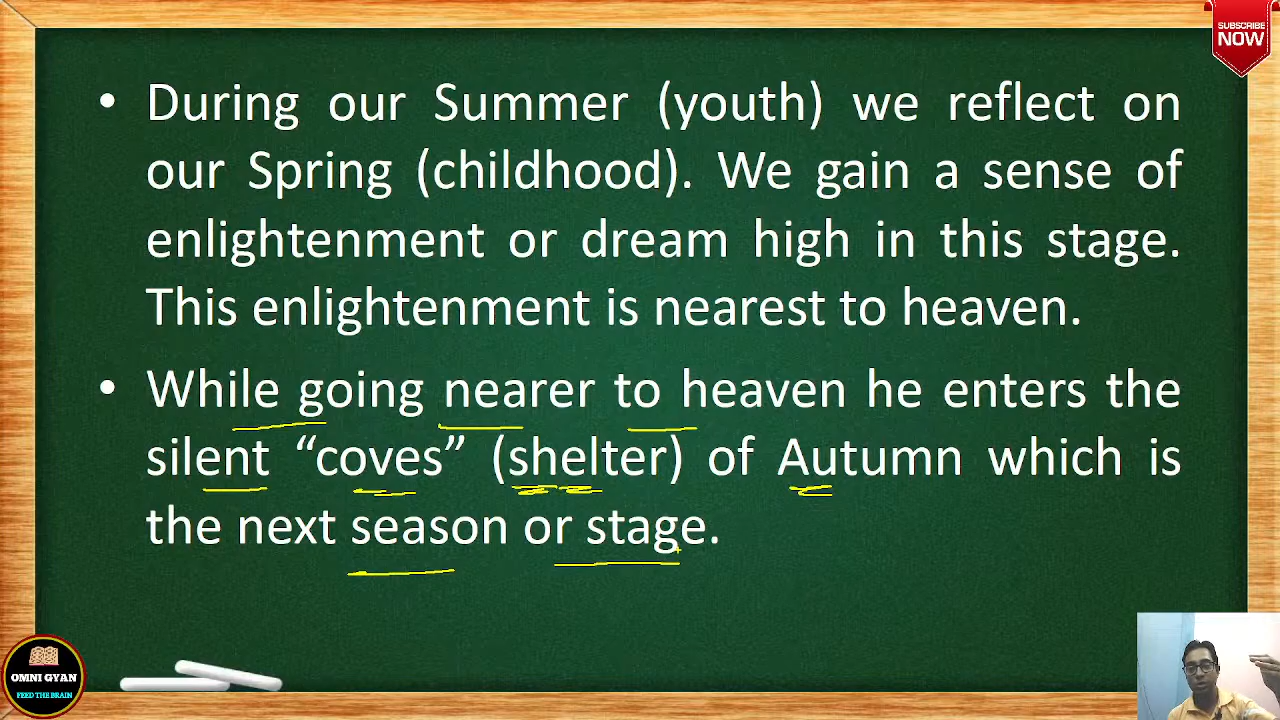 SUBSCRIBE
NOW
• During our Summer (youth) we reflect on
our Spring (childhood). We gain a sense of
enlightenment or dream high in this stage.
This enlightenment is nearest to heaven.
• While going nearer to heaven he enters the
silent “coves” (shelter) of Autumn which is
the next season or stage.
OMNI GYAN
FEED THE BRAIN